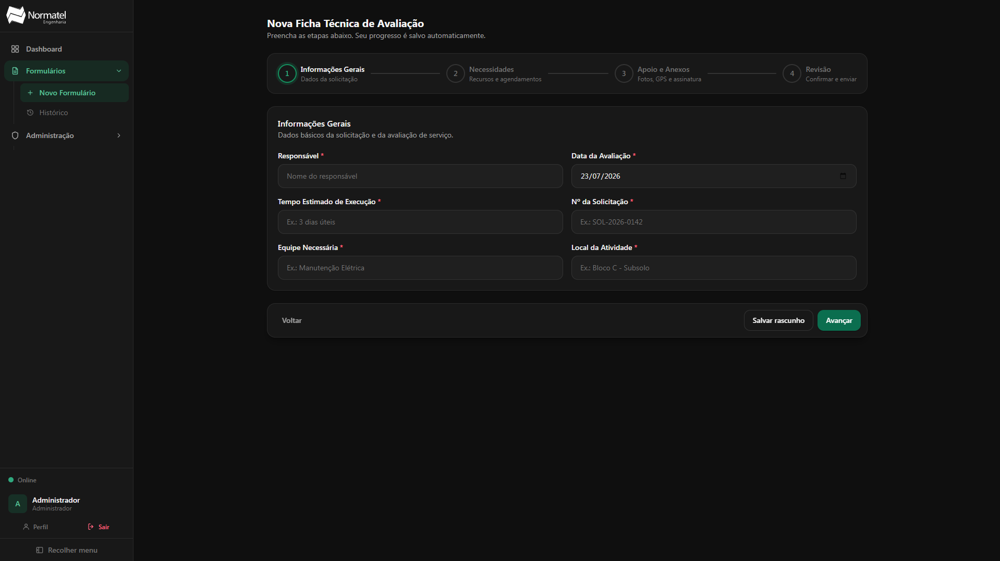 Normatel
Engenharia
Dashboard
Formulários
Novo Formulário
Histórico
Administração
Online
A
Administrador
Administrador
Perfil
Sair
Recolher menu
Nova Ficha Técnica de Avaliação
Preencha as etapas abaixo. Seu progresso é salvo automaticamente.
1
Informações Gerais
Dados da solicitação
2
Necessidades
Recursos e agendamentos
3
Apoio e Anexos
Fotos, GPS e assinatura
4
Revisão
Confirmar e enviar
Informações Gerais
Dados básicos da solicitação e da avaliação de serviço.
Responsável *
Nome do responsável
Data da Avaliação *
23/07/2026
Tempo Estimado de Execução *
Ex.: 3 dias úteis
Nº da Solicitação *
Ex.: SOL-2026-0142
Equipe Necessária *
Ex.: Manutenção Elétrica
Local da Atividade *
Ex.: Bloco C - Subsolo
Voltar
Salvar rascunho
Avançar